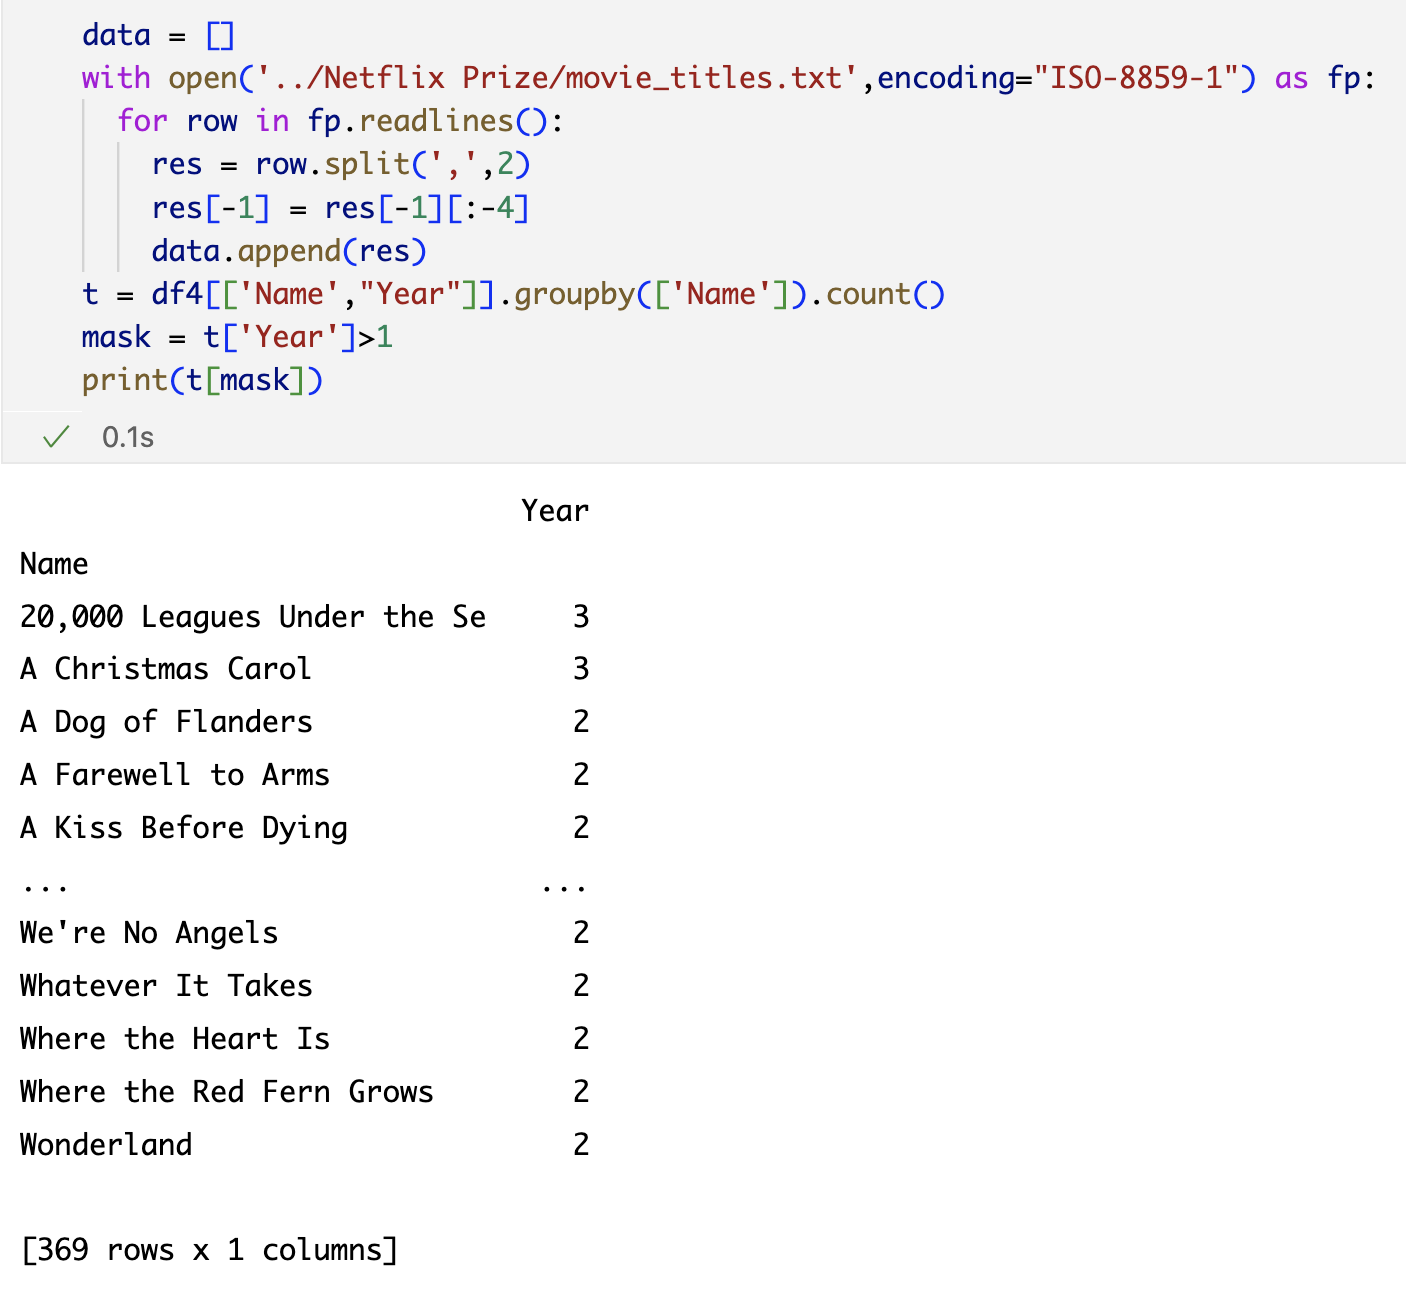 data = []
with open('../Netflix Prize/movie_titles.txt',encoding="ISO-8859-1") as fp:
  for row in fp.readlines():
    res = row.split(',',2)
    res[-1] = res[-1][:-4]
    data.append(res)
t = df4[['Name',"Year"]].groupby(['Name']).count()
mask = t['Year']>1
print(t[mask])
✓ 0.1s
Year
Name
20,000 Leagues Under the Se 3
A Christmas Carol 3
A Dog of Flanders 2
A Farewell to Arms 2
A Kiss Before Dying 2
... ...
We're No Angels 2
Whatever It Takes 2
Where the Heart Is 2
Where the Red Fern Grows 2
Wonderland 2
[369 rows x 1 columns]